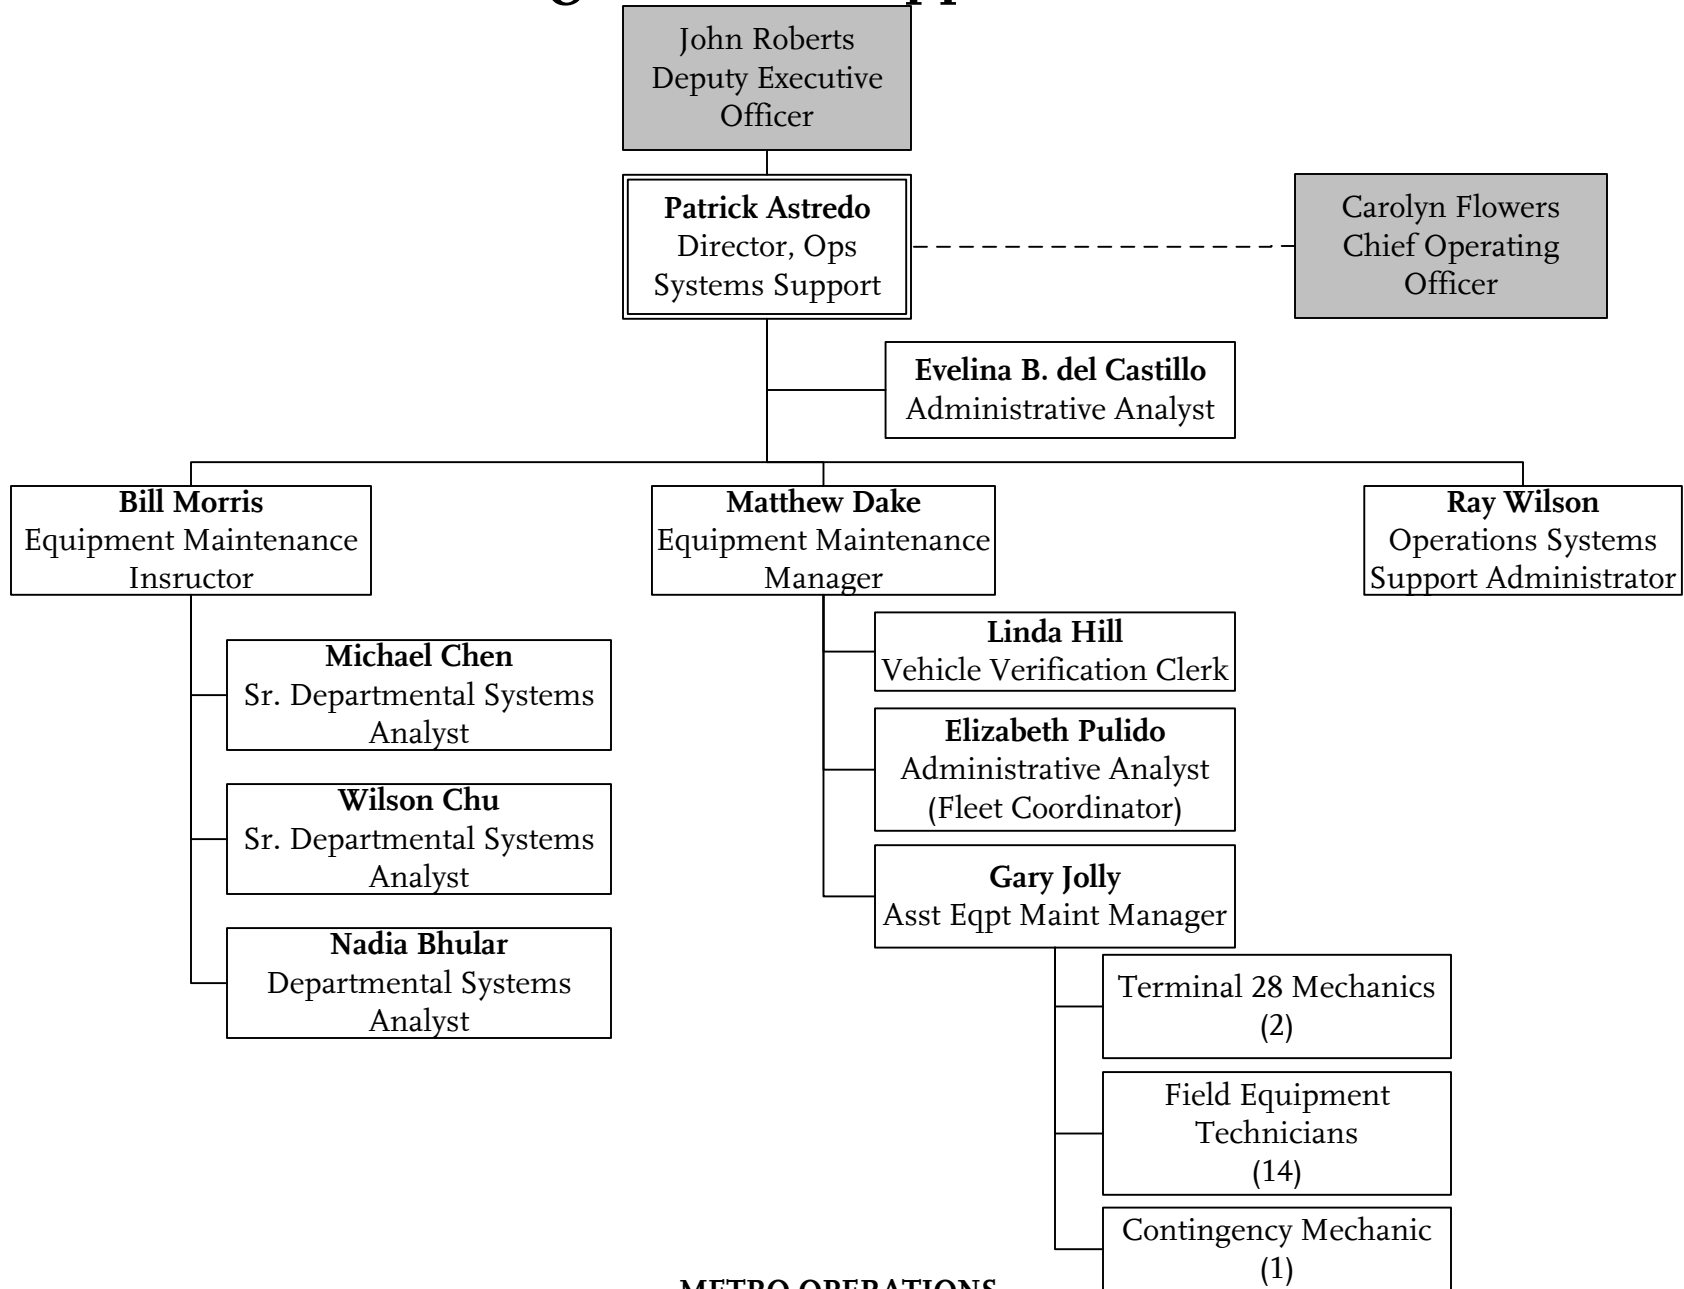 John Roberts
Deputy Executive
Officer
Patrick Astredo
Director, Ops
Systems Support
Carolyn Flowers
Chief Operating
Officer
Evelina B. del Castillo
Administrative Analyst
Bill Morris
Equipment Maintenance
Insructor
Matthew Dake
Equipment Maintenance
Manager
Ray Wilson
Operations Systems
Support Administrator
Michael Chen
Sr. Departmental Systems
Analyst
Wilson Chu
Sr. Departmental Systems
Analyst
Nadia Bhular
Departmental Systems
Analyst
Linda Hill
Vehicle Verification Clerk
Elizabeth Pulido
Administrative Analyst
(Fleet Coordinator)
Gary Jolly
Asst Eqpt Maint Manager
Terminal 28 Mechanics
(2)
Field Equipment
Technicians
(14)
Contingency Mechanic
(1)
METRO OPERATIONS